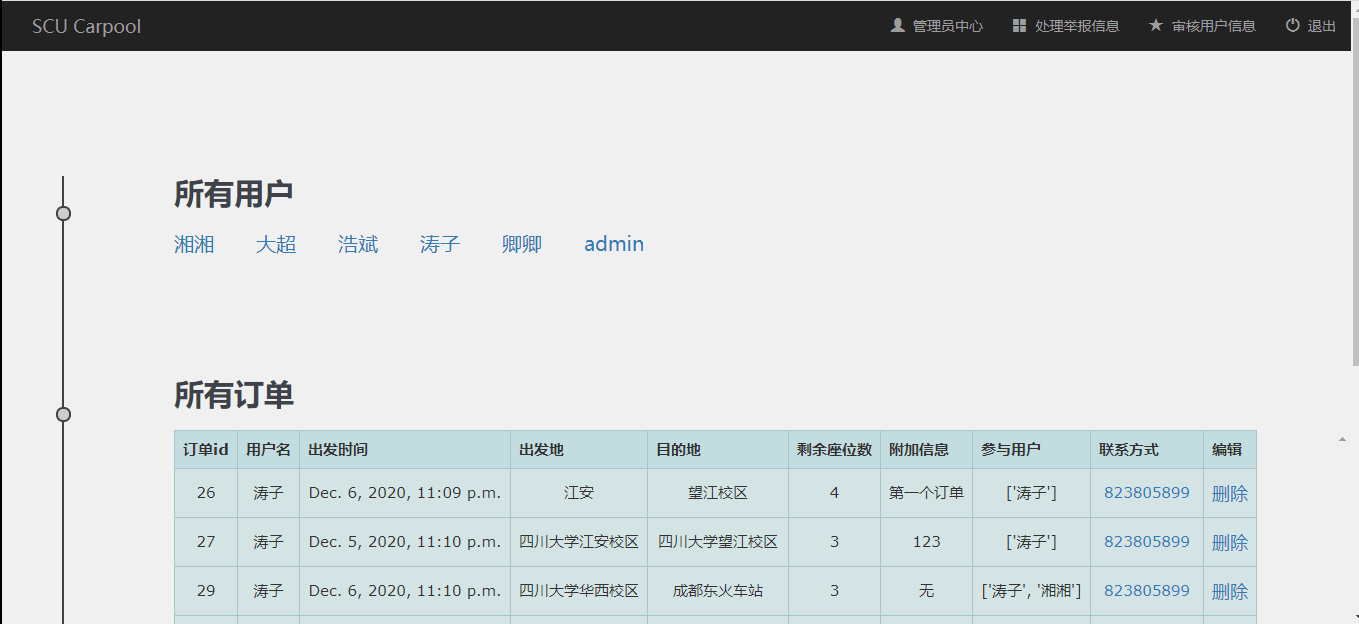 SCU Carpool 管理员中心 处理举报信息 审核用户信息 退出
所有用户
湘湘 大超 浩斌 涛子 卿卿 admin
所有订单
订单id 用户名 出发时间 出发地 目的地 剩余座位数 附加信息 参与用户 联系方式 编辑
26 涛子 Dec. 6, 2020, 11:09 p.m. 江安 望江校区 4 第一个订单 ['涛子'] 823805899 删除
27 涛子 Dec. 5, 2020, 11:10 p.m. 四川大学江安校区 四川大学望江校区 3 123 ['涛子'] 823805899 删除
29 涛子 Dec. 6, 2020, 11:10 p.m. 四川大学华西校区 成都东火车站 3 无 ['涛子', '湘湘'] 823805899 删除